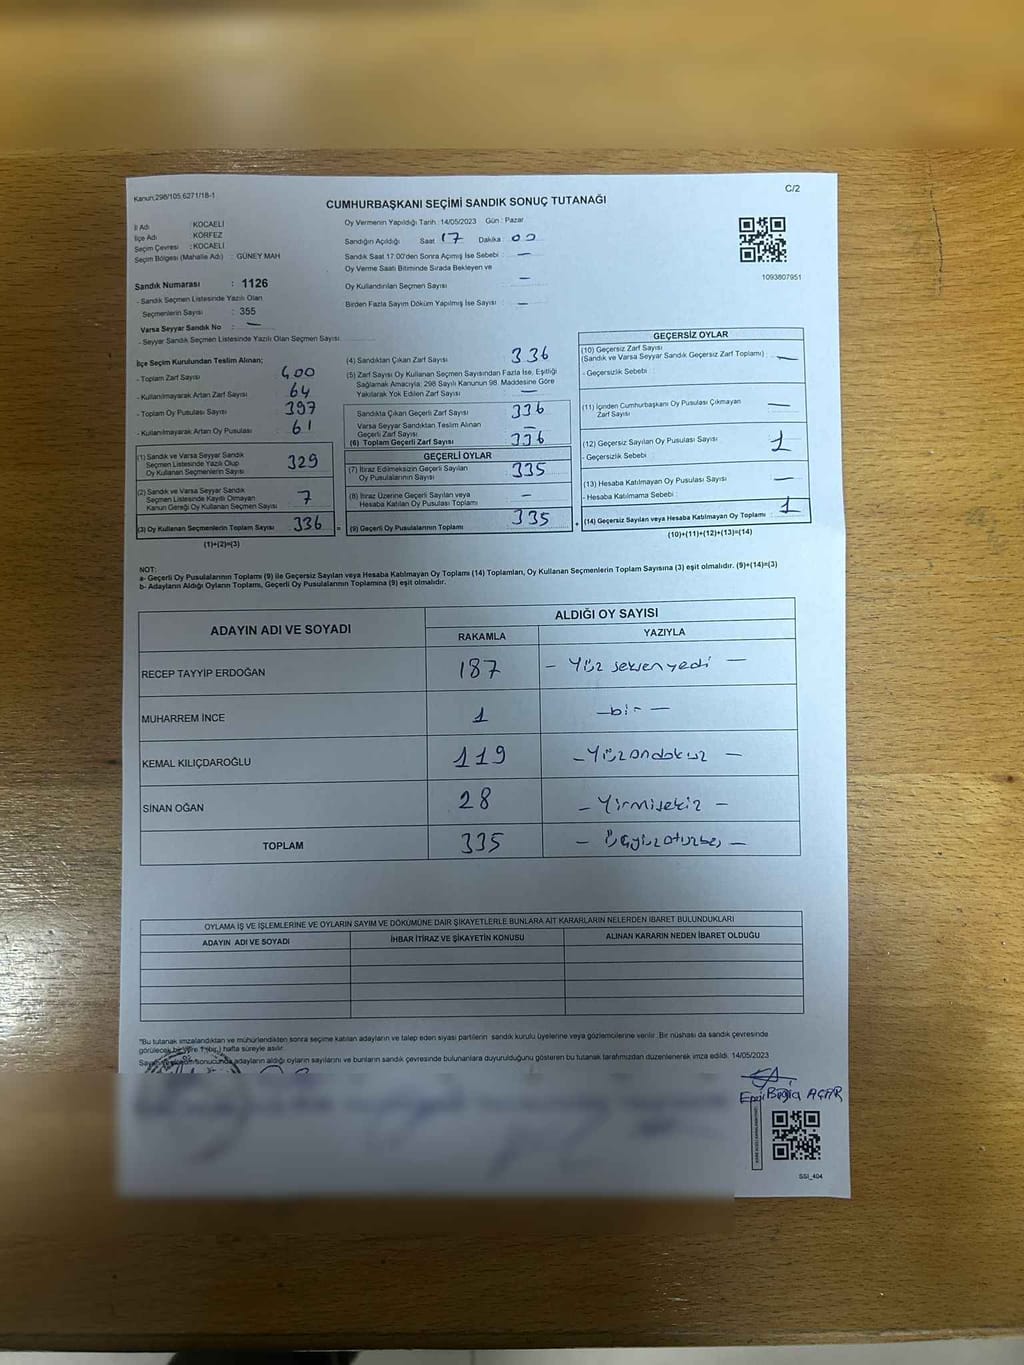 Kanun:298/105,6271/18-1
C/2
CUMHURBAŞKANI SEÇİMİ SANDIK SONUÇ TUTANAĞI
İl Adı : KOCAELİ
İlçe Adı : KÖRFEZ
Seçim Çevresi : KOCAELİ
Seçim Bölgesi (Mahalle Adı) : GÜNEY MAH
Oy Vermenin Yapıldığı Tarih : 14/05/2023 Gün : Pazar
Sandığın Açıldığı Saat 17 Dakika : 00
Sandık Saat 17:00'den Sonra Açımış İse Sebebi : —
Oy Verme Saati Bitiminde Sırada Bekleyen ve
Oy Kullandırılan Seçmen Sayısı —
Birden Fazla Sayım Döküm Yapılmış İse Sayısı : —
1093807951
Sandık Numarası : 1126
- Sandık Seçmen Listesinde Yazılı Olan
Seçmenlerin Sayısı : 355
Varsa Seyyar Sandık No : —
- Seyyar Sandık Seçmen Listesinde Yazılı Olan Seçmen Sayısı
İlçe Seçim Kurulundan Teslim Alınan;
- Toplam Zarf Sayısı 400
- Kullanılmayarak Artan Zarf Sayısı 64
- Toplam Oy Pusulası Sayısı 397
- Kullanılmayarak Artan Oy Pusulası : 61
(1) Sandık ve Varsa Seyyar Sandık
Seçmen Listesinde Yazılı Olup
Oy Kullanan Seçmenlerin Sayısı 329
(2) Sandık ve Varsa Seyyar Sandık
Seçmen Listesinde Kayıtlı Olmayan
Kanun Gereği Oy Kullanan Seçmen Sayısı 7
(3) Oy Kullanan Seçmenlerin Toplam Sayısı 336 =
(1)+(2)=(3)
(4) Sandıktan Çıkan Zarf Sayısı 336
(5) Zarf Sayısı Oy Kullanan Seçmen Sayısından Fazla İse, Eşitliği
Sağlamak Amacıyla; 298 Sayılı Kanunun 98. Maddesine Göre
Yakılarak Yok Edilen Zarf Sayısı —
Sandıkta Çıkan Geçerli Zarf Sayısı 336
Varsa Seyyar Sandıktan Teslim Alınan
Geçerli Zarf Sayısı —
(6) Toplam Geçerli Zarf Sayısı 336
GEÇERLİ OYLAR
(7) İtiraz Edilmeksizin Geçerli Sayılan
Oy Pusulasının Sayısı 335
(8) İtiraz Üzerine Geçerli Sayılan veya
Hesaba Katılan Oy Pusulası Toplamı —
(9) Geçerli Oy Pusulalarının Toplamı 335 +
GEÇERSİZ OYLAR
(10) Geçersiz Zarf Sayısı
(Sandık ve Varsa Seyyar Sandık Geçersiz Zarf Toplamı) : —
- Geçersizlik Sebebi :
(11) İçinden Cumhurbaşkanı Oy Pusulası Çıkmayan
Zarf Sayısı —
(12) Geçersiz Sayılan Oy Pusulası Sayısı 1
- Geçersizlik Sebebi :
(13) Hesaba Katılmayan Oy Pusulası Sayısı —
- Hesaba Katılmama Sebebi :
(14) Geçersiz Sayılan veya Hesaba Katılmayan Oy Toplamı : 1
(10)+(11)+(12)+(13)=(14)
NOT:
a- Geçerli Oy Pusulalarının Toplamı (9) ile Geçersiz Sayılan veya Hesaba Katılmayan Oy Toplamı (14) Toplamları, Oy Kullanan Seçmenlerin Toplam Sayısına (3) eşit olmalıdır. (9)+(14)=(3)
b- Adayların Aldığı Oyların Toplamı, Geçerli Oy Pusulalarının Toplamına (9) eşit olmalıdır.
ADAYIN ADI VE SOYADI ALDIĞI OY SAYISI
RAKAMLA YAZIYLA
RECEP TAYYİP ERDOĞAN 187 — Yüz seksen yedi —
MUHARREM İNCE 1 — bir —
KEMAL KILIÇDAROĞLU 119 — Yüzondokuz —
SİNAN OĞAN 28 — Yirmisekiz —
TOPLAM 335 — Üçyüzotuzbeş —
OYLAMA İŞ VE İŞLEMLERİNE VE OYLARIN SAYIM VE DÖKÜMÜNE DAİR ŞİKAYETLERLE BUNLARA AİT KARARLARIN NELERDEN İBARET BULUNDUKLARI
ADAYIN ADI VE SOYADI İHBAR İTİRAZ VE ŞİKAYETİN KONUSU ALINAN KARARIN NEDEN İBARET OLDUĞU
"Bu tutanak imzalandıktan ve mühürlendikten sonra seçime katılan adayların ve talep eden siyasi partilerin sandık kurulu üyelerine veya gözlemcilerine verilir. Bir nüshası da sandık çevresinde
görülecek bir yere 1 (bir) hafta süreyle asılır.
sonucunda adayların aldığı oyların sayılarını ve bunların sandık çevresinde bulunanlara duyurulduğunu gösteren bu tutanak tarafımızdan düzenlenerek imza edildi. 14/05/2023
AÇAR
SSI_404